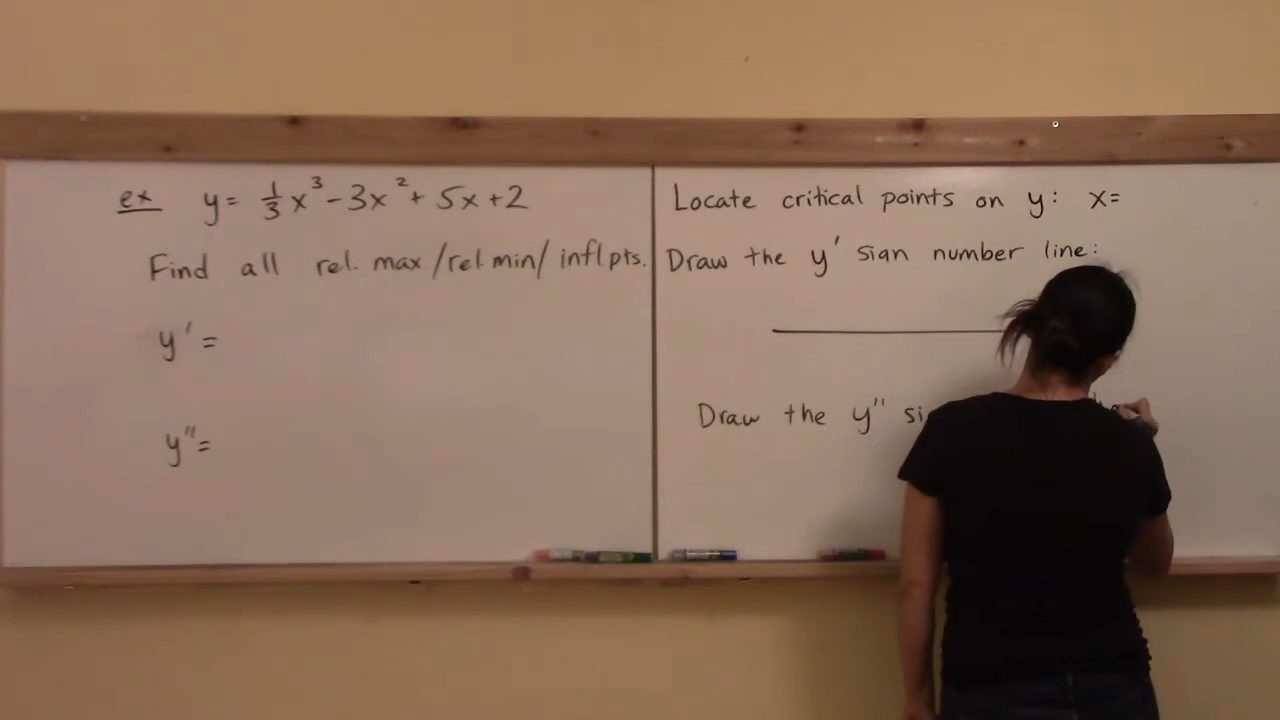 ex y = 1/3 x³ - 3x² + 5x + 2
Find all rel. max / rel. min / infl. pts.
y' =
y'' =
Locate critical points on y: x=
Draw the y' sign number line:
Draw the y''